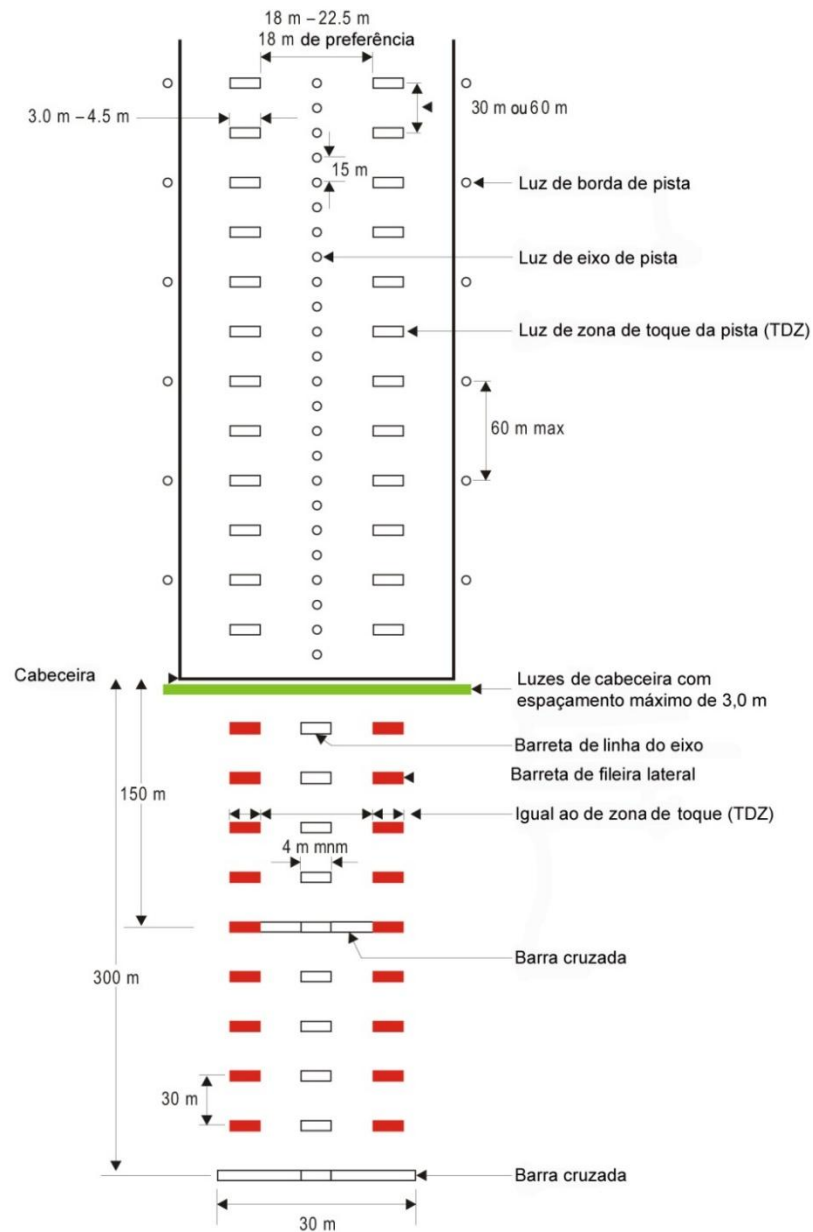 18 m – 22.5 m
18 m de preferência
3.0 m – 4.5 m
30 m ou 60 m
15 m
Luz de borda de pista
Luz de eixo de pista
Luz de zona de toque da pista (TDZ)
60 m max
Cabeceira
Luzes de cabeceira com
espaçamento máximo de 3,0 m
Barreta de linha do eixo
Barreta de fileira lateral
150 m
Igual ao de zona de toque (TDZ)
4 m mnm
Barra cruzada
300 m
30 m
Barra cruzada
30 m